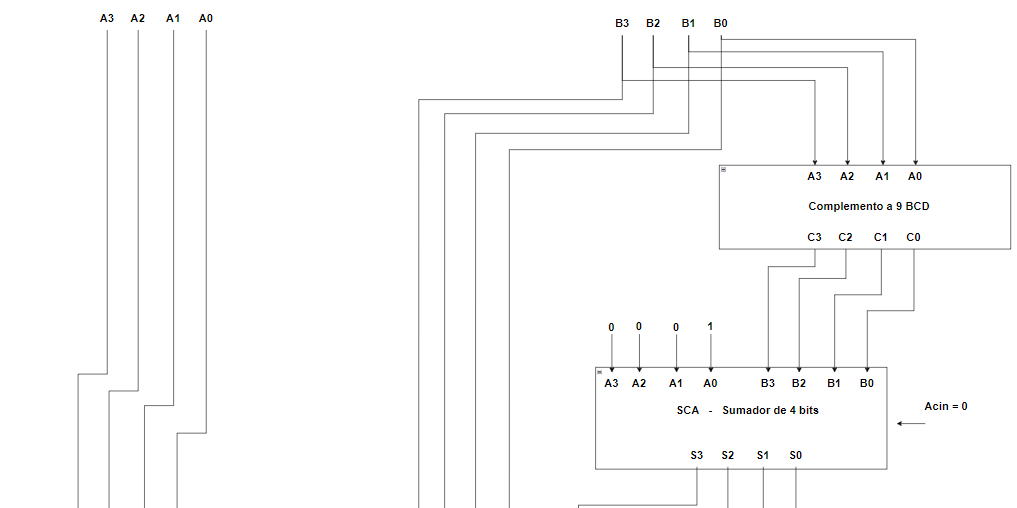 A3 A2 A1 A0
B3 B2 B1 B0
A3 A2 A1 A0
Complemento a 9 BCD
C3 C2 C1 C0
0 0 0 1
A3 A2 A1 A0 B3 B2 B1 B0
SCA - Sumador de 4 bits
Acin = 0
S3 S2 S1 S0